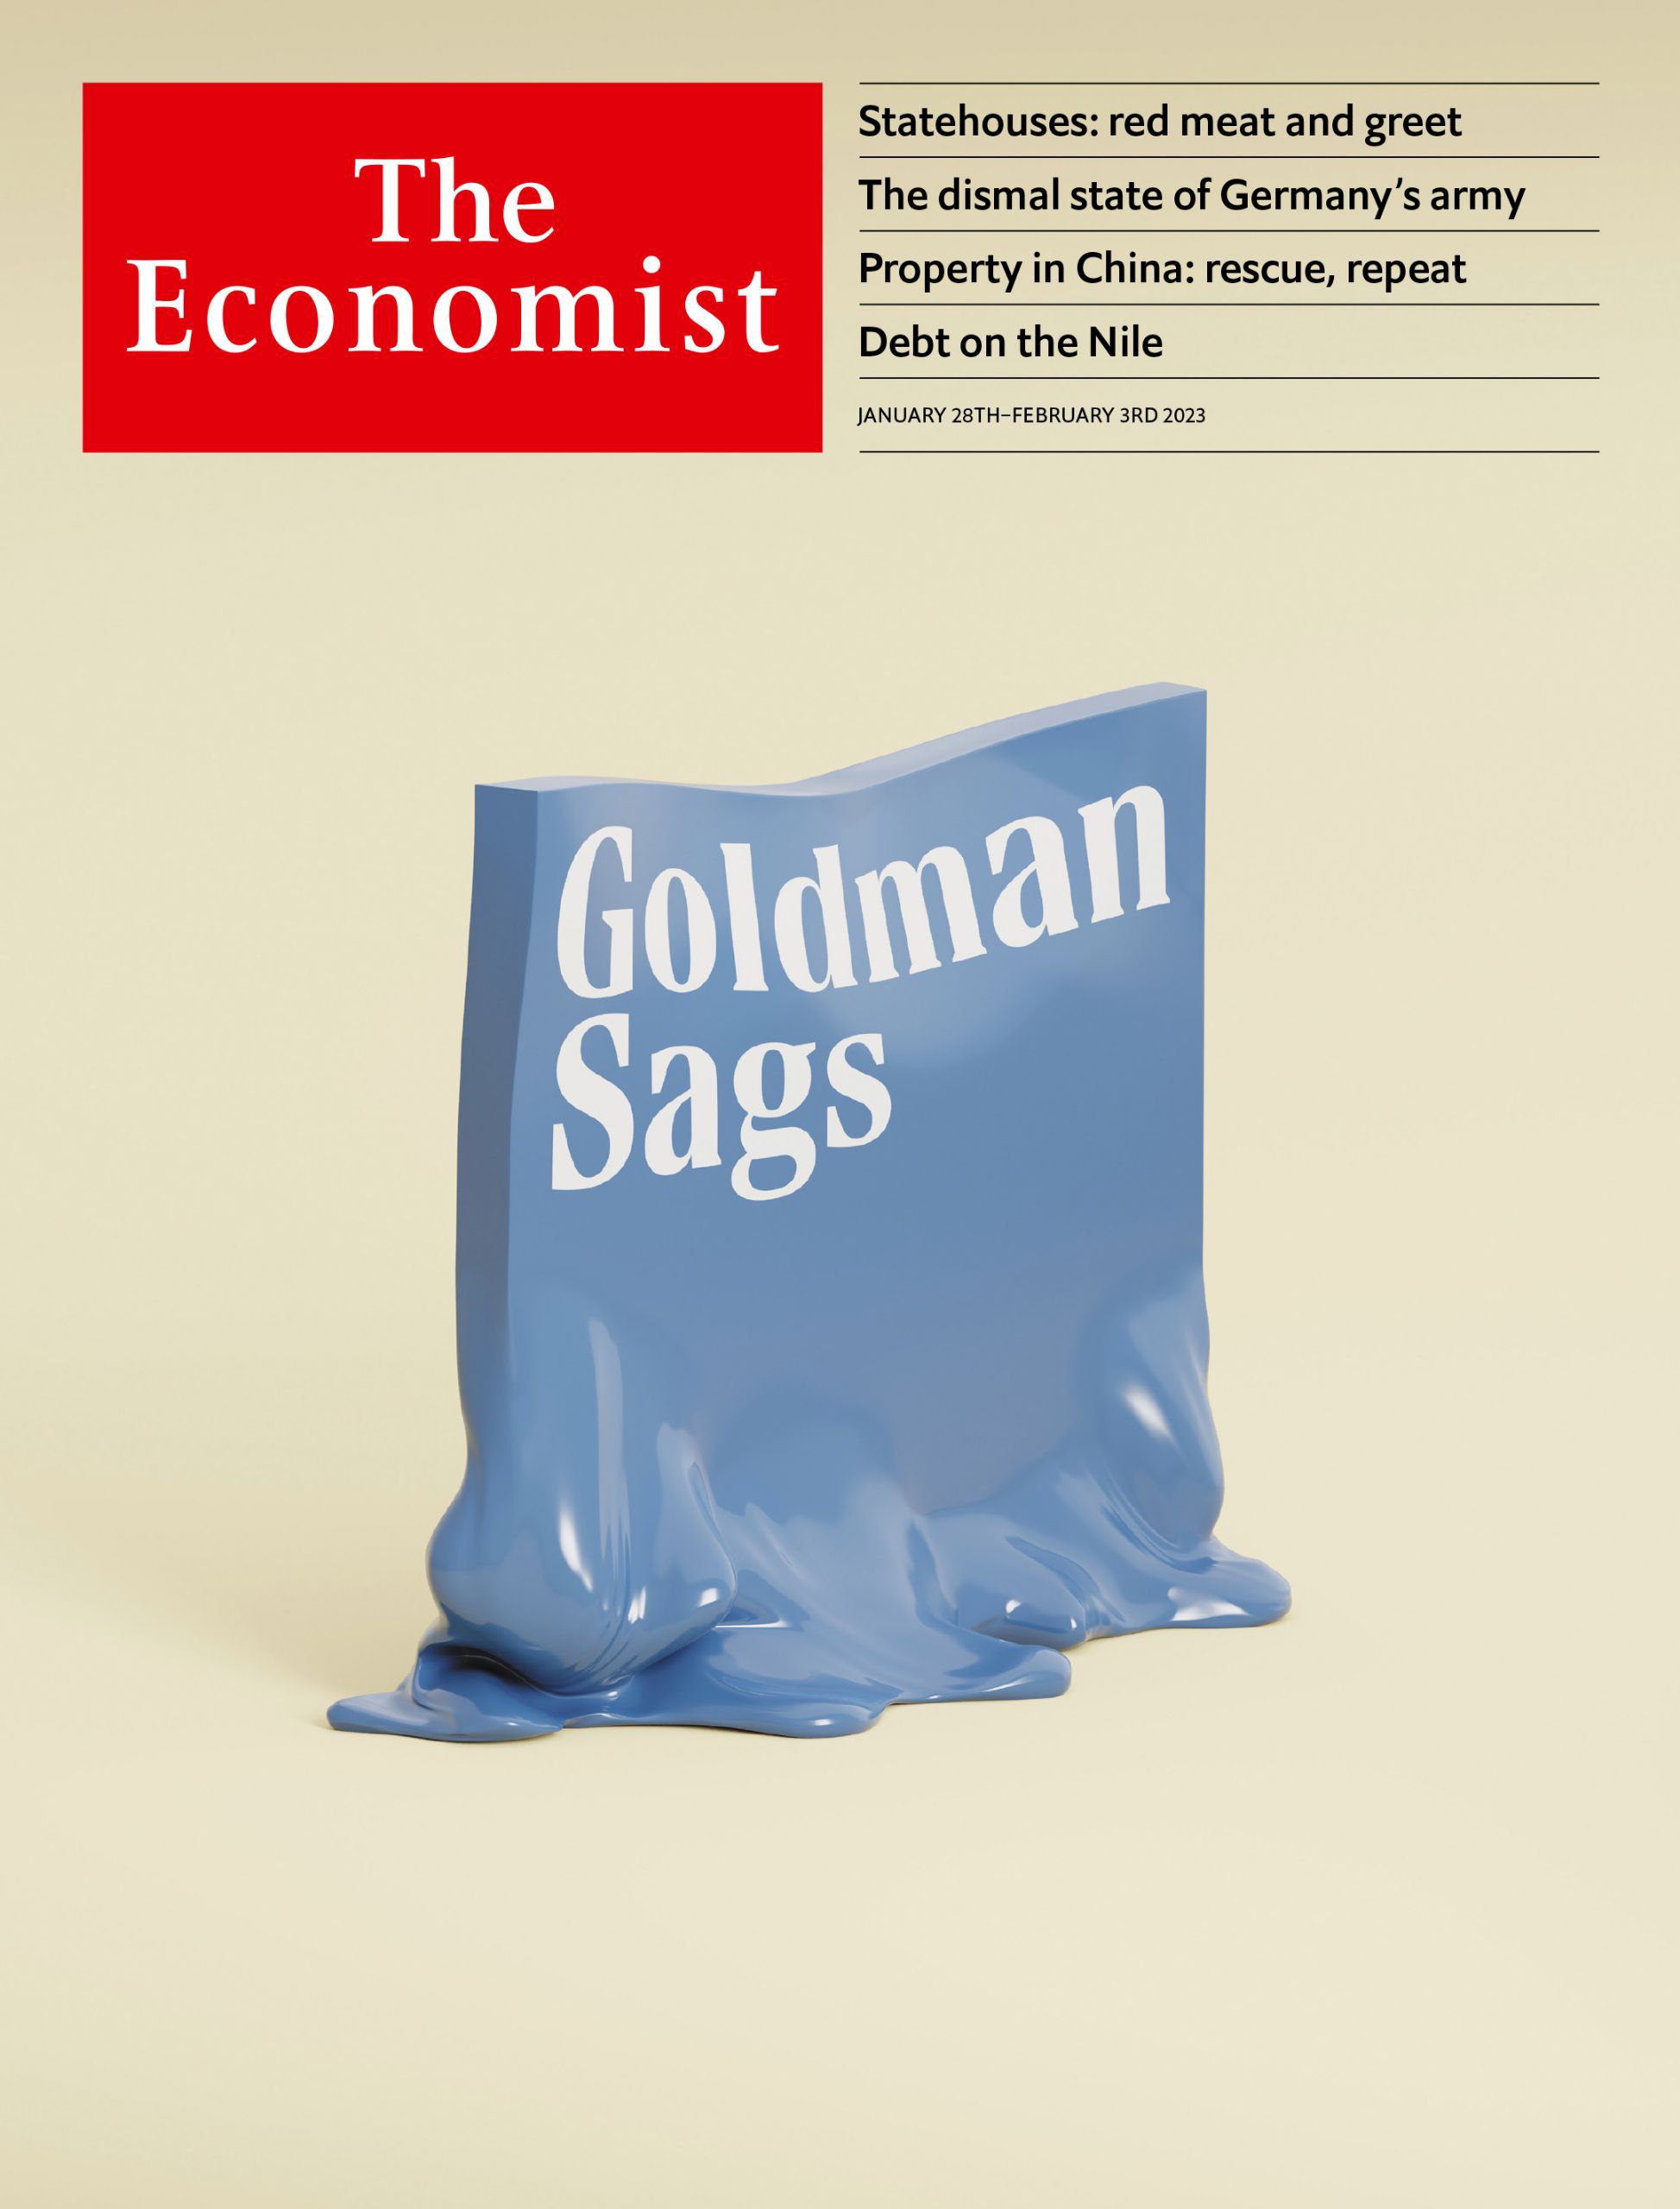 The
Economist
Statehouses: red meat and greet
The dismal state of Germany’s army
Property in China: rescue, repeat
Debt on the Nile
JANUARY 28TH–FEBRUARY 3RD 2023
Goldman
Sags